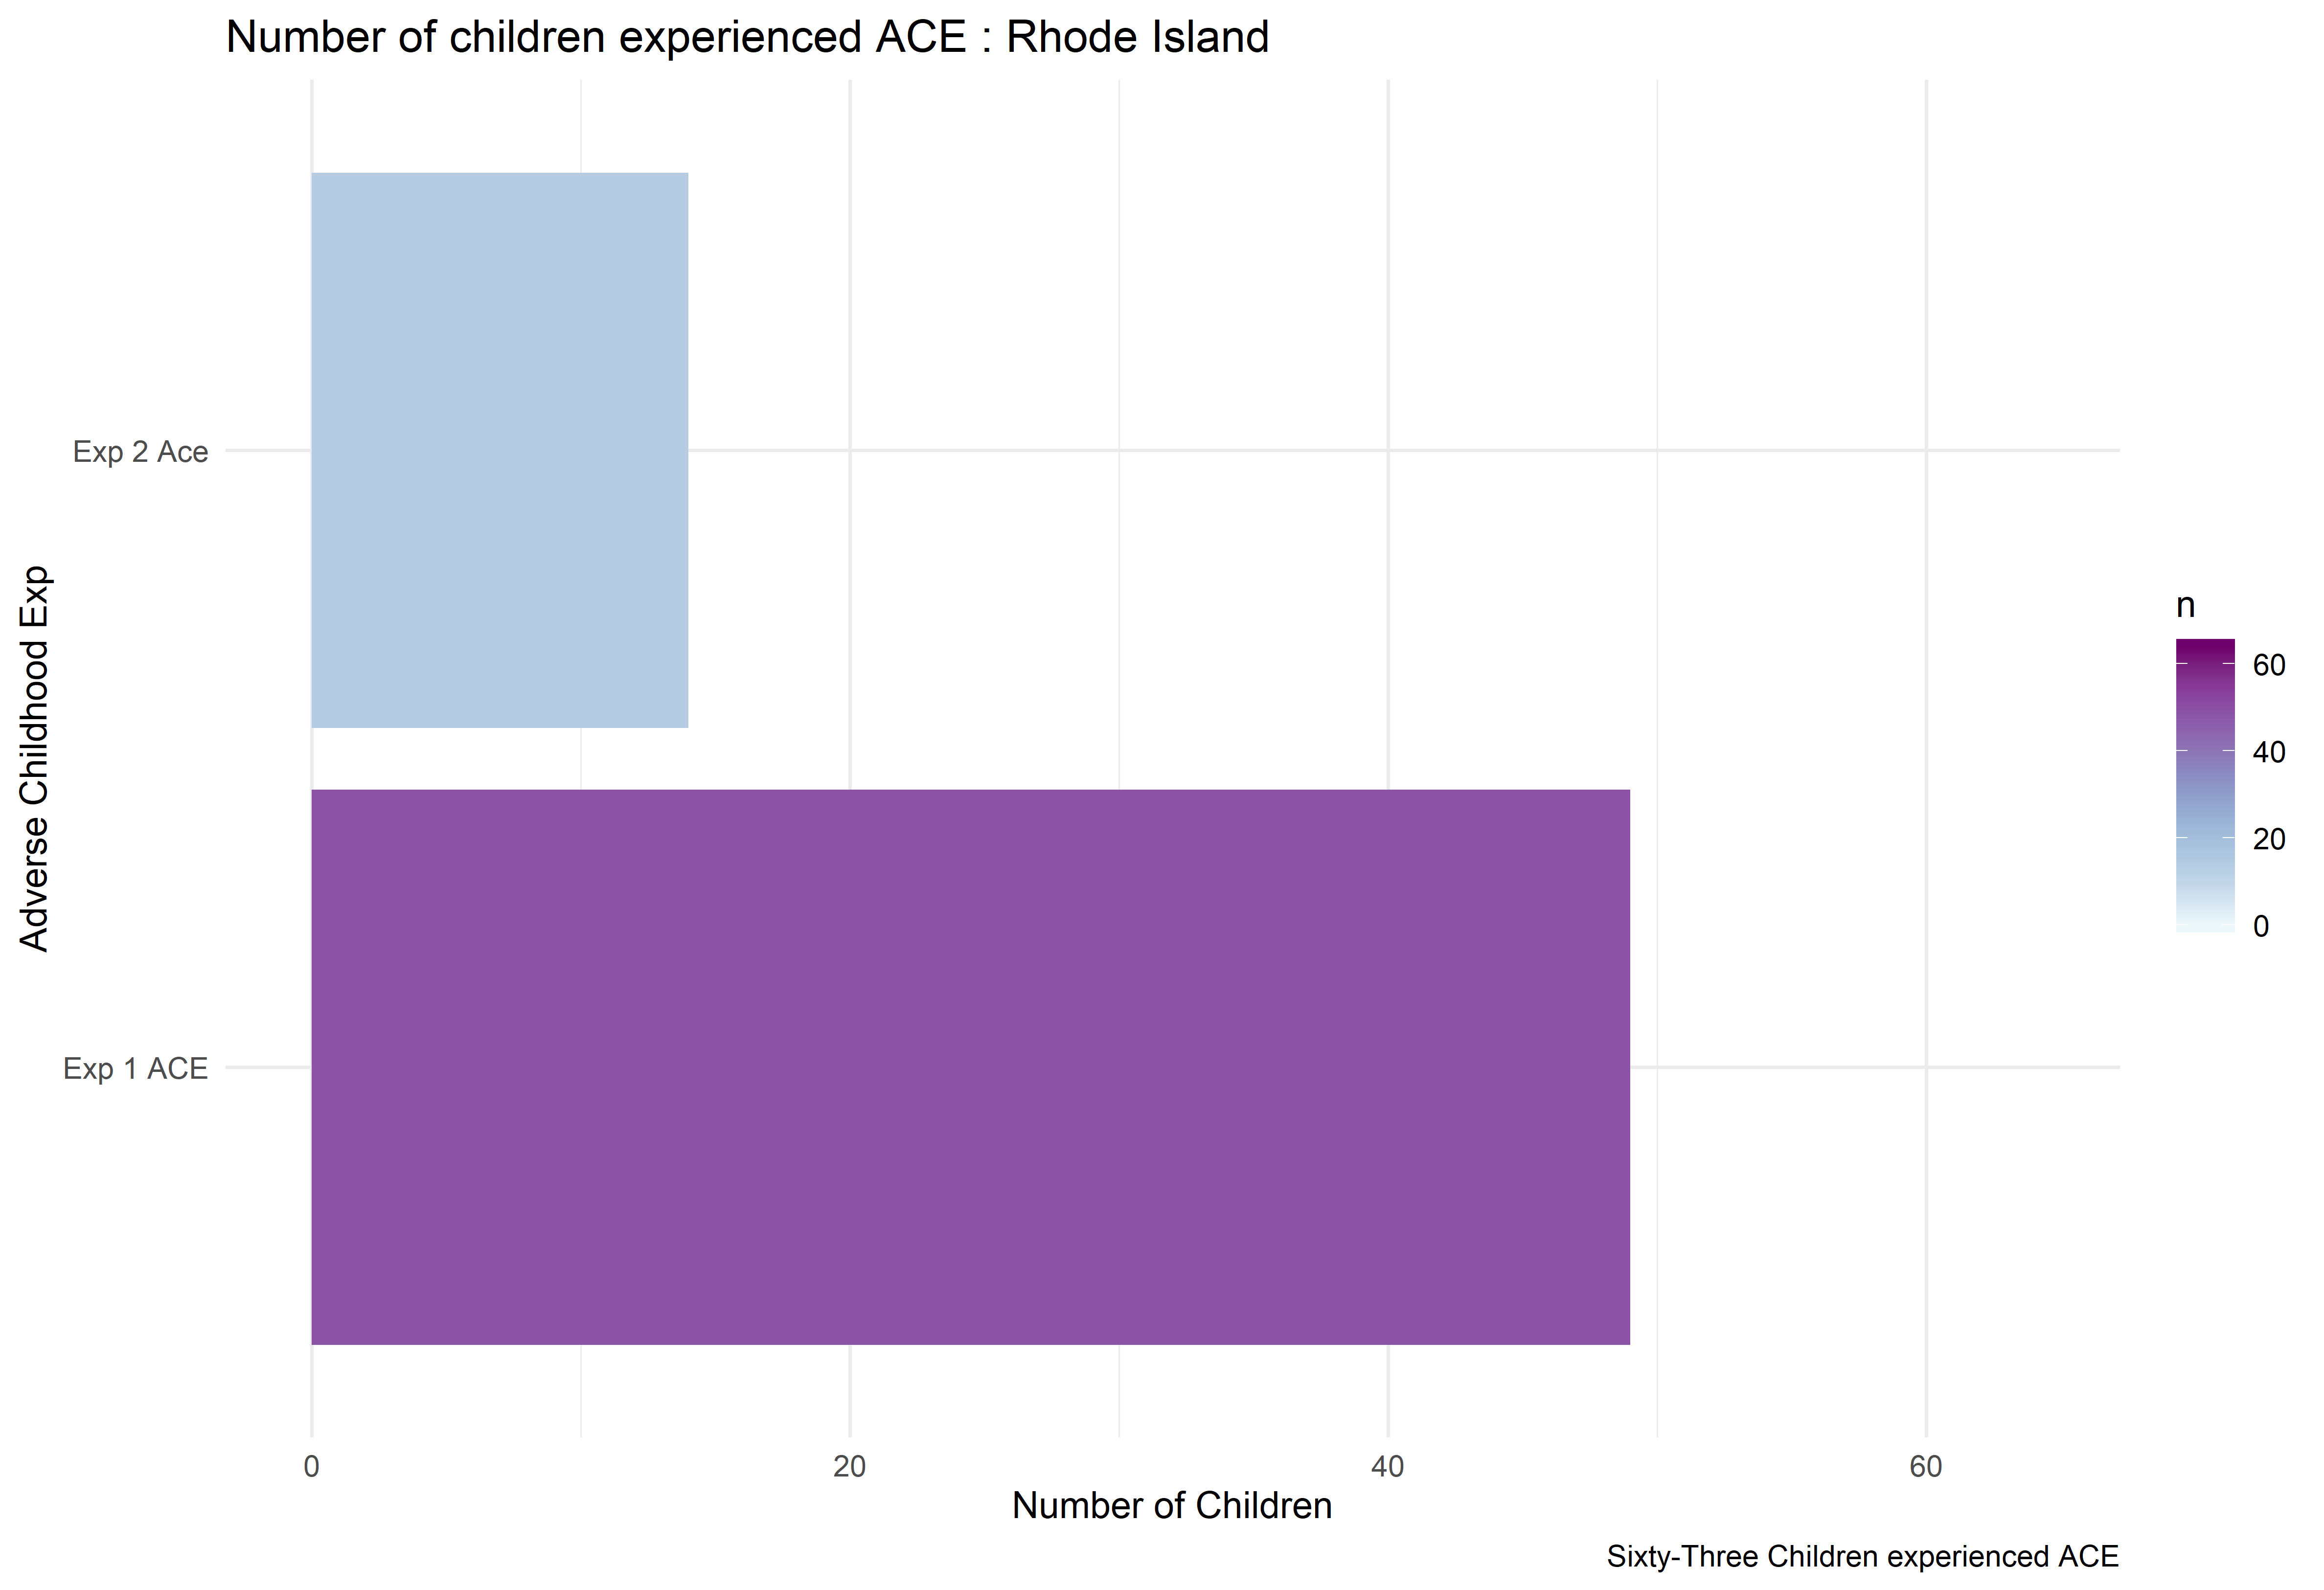 Number of children experienced ACE : Rhode Island
Adverse Childhood Exp
Exp 2 Ace
Exp 1 ACE
0
20
40
60
Number of Children
Sixty-Three Children experienced ACE
n
60
40
20
0